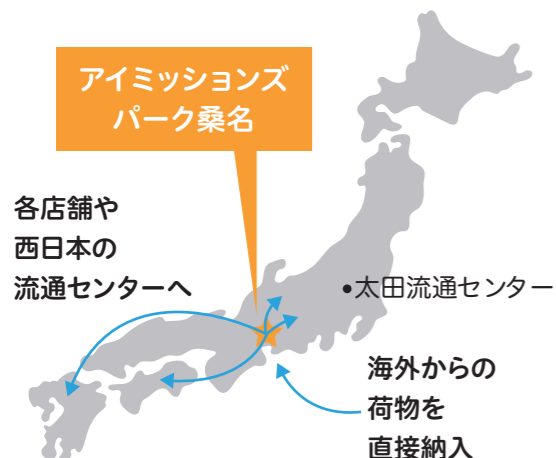 アイミッションズ
パーク桑名
各店舗や
西日本の
流通センターへ
•太田流通センター
海外からの
荷物を
直接納入